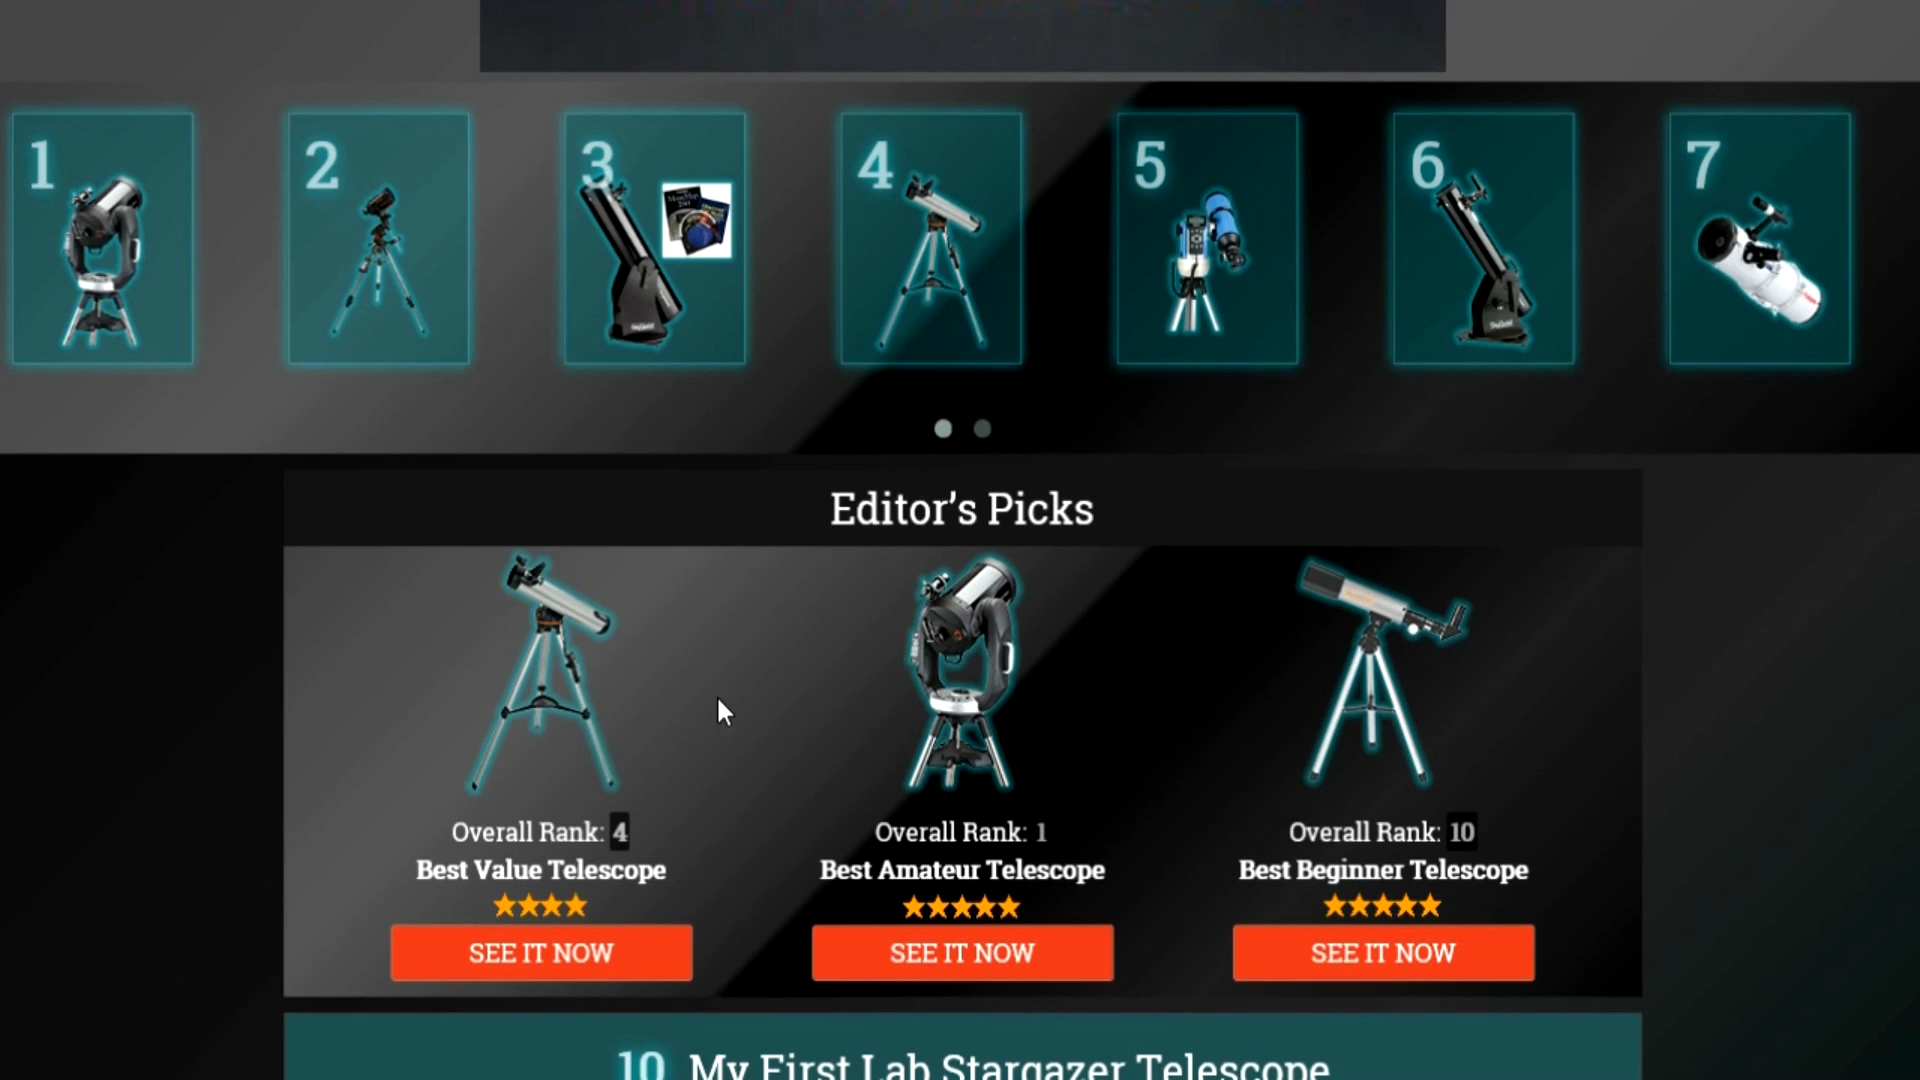 1
2
3
4
5
6
7
Editor's Picks
Overall Rank: 4
Best Value Telescope
SEE IT NOW
Overall Rank: 1
Best Amateur Telescope
SEE IT NOW
Overall Rank: 10
Best Beginner Telescope
SEE IT NOW
10 My First Lab Stargazer Telescope